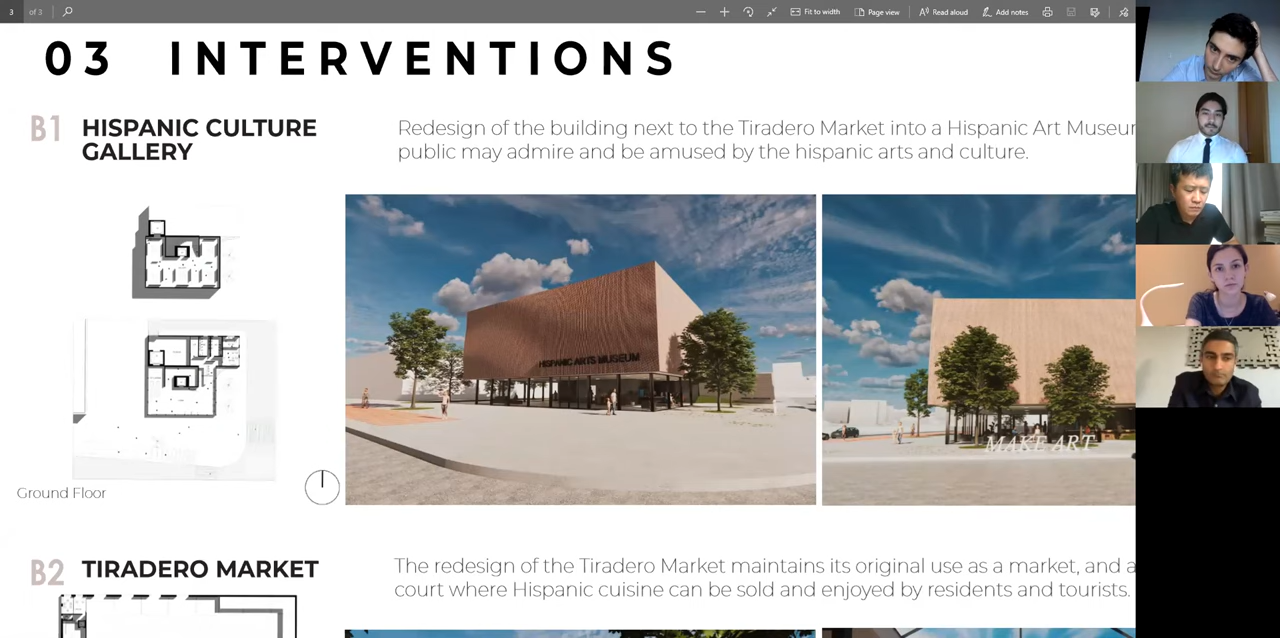 3 of 3
Fit to width
Page view
Read aloud
Add notes
03 INTERVENTIONS
B1 HISPANIC CULTURE
GALLERY
Redesign of the building next to the Tiradero Market into a Hispanic Art Museu
public may admire and be amused by the hispanic arts and culture.
HISPANIC ARTS MUSEUM
MAKE ART
Ground Floor
B2 TIRADERO MARKET
The redesign of the Tiradero Market maintains its original use as a market, and a
court where Hispanic cuisine can be sold and enjoyed by residents and tourists.